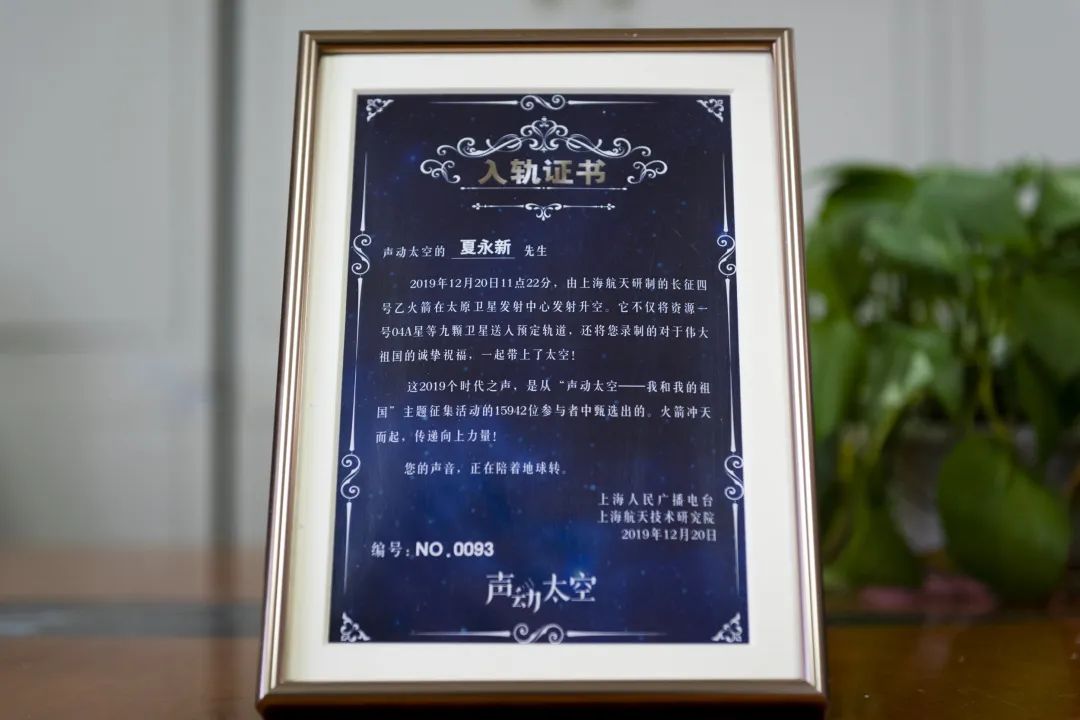 入轨证书
声动太空的 夏永新 先生
2019年12月20日11点22分，由上海航天研制的长征四
号乙火箭在太原卫星发射中心发射升空。它不仅将资源一
号04A星等九颗卫星送入预定轨道，还将您录制的对于伟大
祖国的诚挚祝福，一起带上了太空！
这2019个时代之声，是从“声动太空——我和我的祖
国”主题征集活动的15942位参与者中甄选出的。火箭冲天
而起，传递向上力量！
您的声音，正在陪着地球转。
上海人民广播电台
上海航天技术研究院
2019年12月20日
编号：NO.0093
声动太空